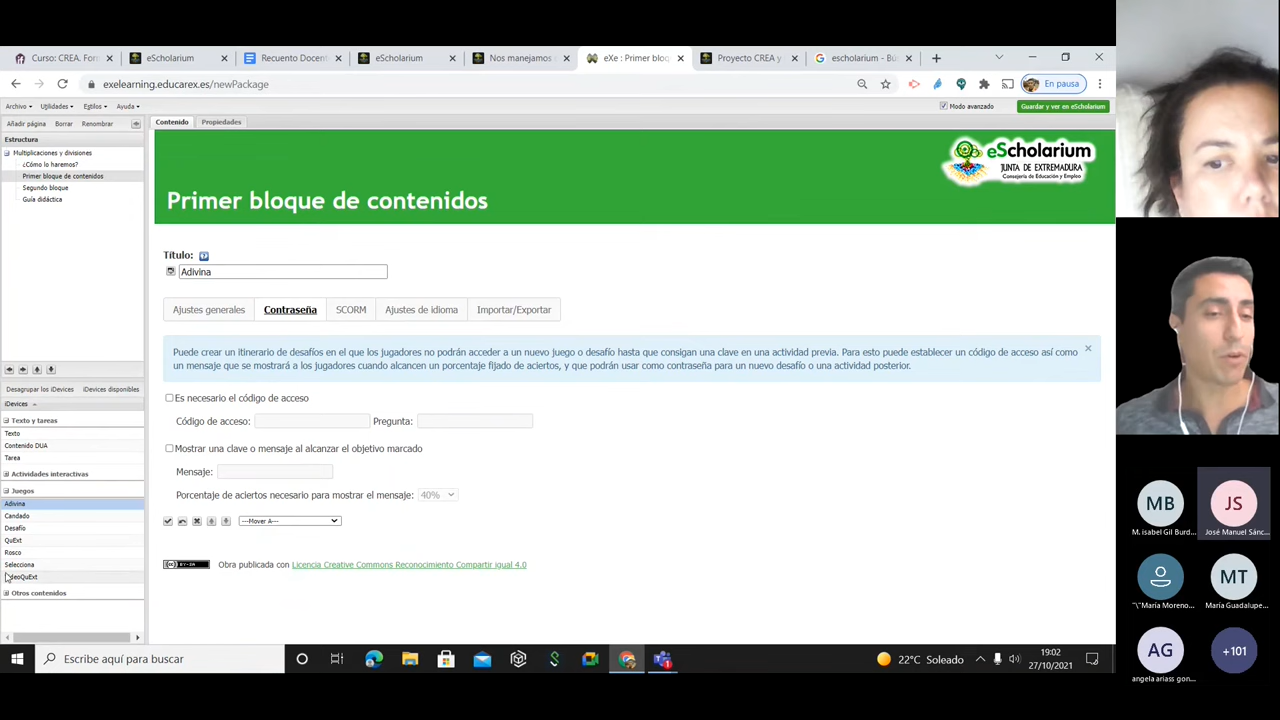 Curso: CREA. Form
eScholarium
Recuento Docent
eScholarium
Nos manejamos
eXe : Primer bloq
Proyecto CREA y
escholarium - Bú
exelearning.educarex.es/newPackage
En pausa
Archivo Utilidades Estilos Ayuda
Modo avanzado
Guardar y ver en eScholarium
Añadir página Borrar Renombrar
Contenido Propiedades
Estructura
Multiplicaciones y divisiones
¿Cómo lo haremos?
Primer bloque de contenidos
Segundo bloque
Guía didáctica
eScholarium
JUNTA DE EXTREMADURA
Consejería de Educación y Empleo
Primer bloque de contenidos
Título:
Adivina
Ajustes generales Contraseña SCORM Ajustes de idioma Importar/Exportar
Puede crear un itinerario de desafíos en el que los jugadores no podrán acceder a un nuevo juego o desafío hasta que consigan una clave en una actividad previa. Para esto puede establecer un código de acceso así como
un mensaje que se mostrará a los jugadores cuando alcancen un porcentaje fijado de aciertos, y que podrán usar como contraseña para un nuevo desafío o una actividad posterior.
Es necesario el código de acceso
Código de acceso: Pregunta:
Mostrar una clave o mensaje al alcanzar el objetivo marcado
Mensaje:
Porcentaje de aciertos necesario para mostrar el mensaje: 40%
---Mover A---
Obra publicada con Licencia Creative Commons Reconocimiento Compartir igual 4.0
Desagrupar los iDevices iDevices disponibles
iDevices
Texto y tareas
Texto
Contenido DUA
Tarea
Actividades interactivas
Juegos
Adivina
Candado
Desafío
QuExt
Rosco
Selecciona
deoQuExt
Otros contenidos
MB
M. isabel Gil Burd...
JS
José Manuel Sánc...
"\"María Moreno...
MT
María Guadalupe...
AG
angela ariass gon...
+101
Escribe aquí para buscar
22°C Soleado
19:02
27/10/2021